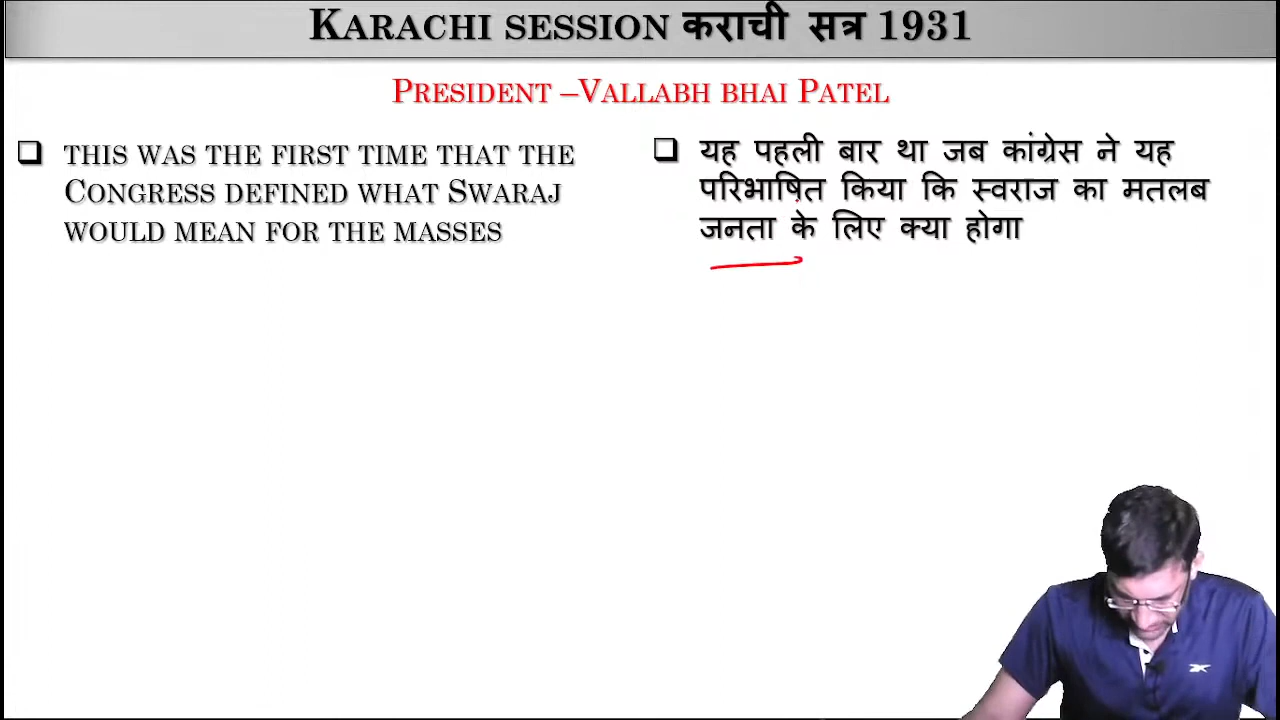 KARACHI SESSION कराची सत्र 1931
PRESIDENT –VALLABH BHAI PATEL
THIS WAS THE FIRST TIME THAT THE
CONGRESS DEFINED WHAT SWARAJ
WOULD MEAN FOR THE MASSES
यह पहली बार था जब कांग्रेस ने यह
परिभाषित किया कि स्वराज का मतलब
जनता के लिए क्या होगा